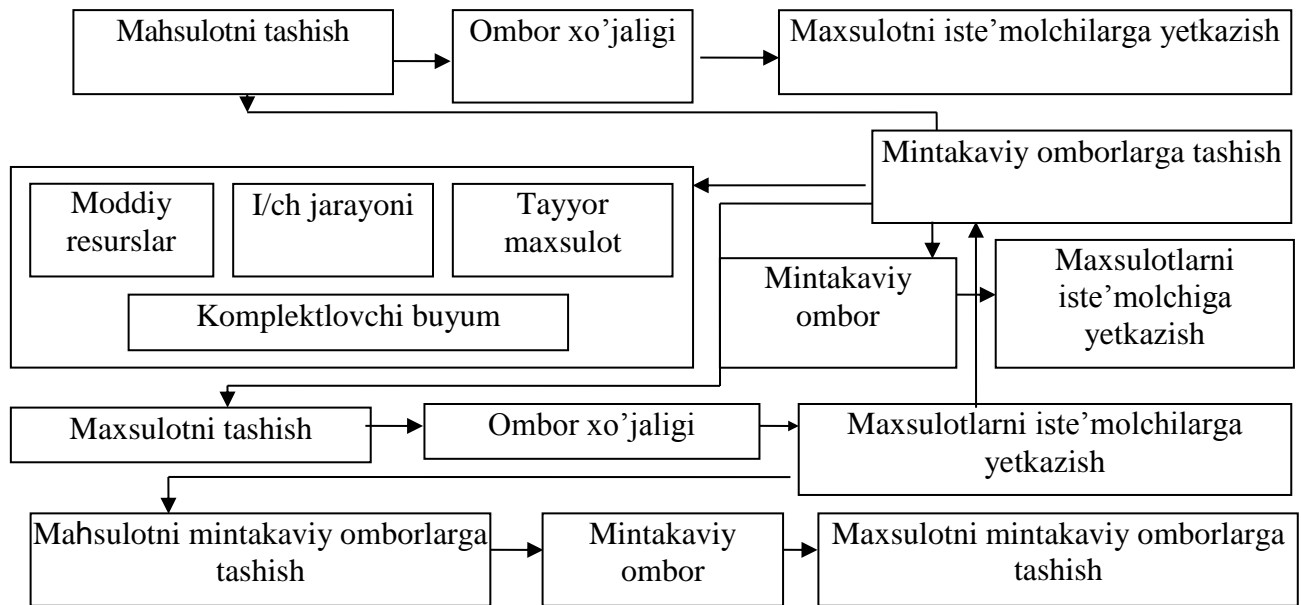 Mahsulotni tashish
Ombor xo’jaligi
Maxsulotni iste’molchilarga yetkazish
Mintakaviy omborlarga tashish
Moddiy
resurslar
I/ch jarayoni
Tayyor
maxsulot
Komplektlovchi buyum
Mintakaviy
ombor
Maxsulotlarni
iste’molchiga
yetkazish
Maxsulotni tashish
Ombor xo’jaligi
Maxsulotlarni iste’molchilarga
yetkazish
Mahsulotni mintakaviy omborlarga
tashish
Mintakaviy
ombor
Maxsulotni mintakaviy omborlarga
tashish